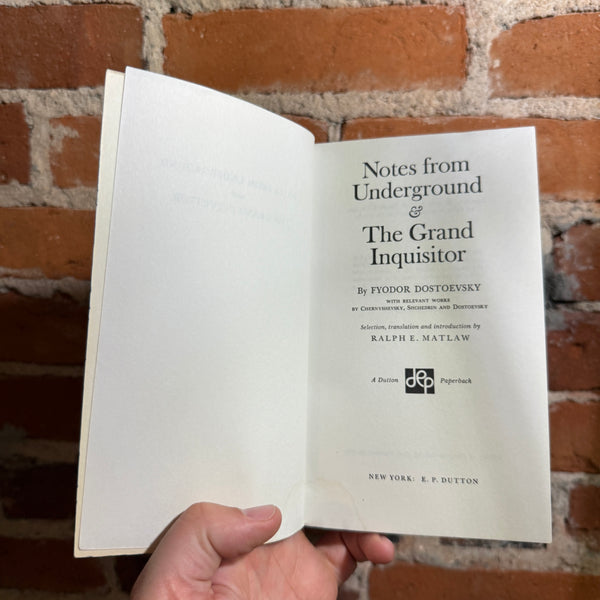 Notes from
Underground
&
The Grand
Inquisitor
By FYODOR DOSTOEVSKY
WITH RELEVANT WORKS
BY CHERNYSHEVSKY, SHCHEDRIN AND DOSTOEVSKY
Selection, translation and introduction by
RALPH E. MATLAW
A Dutton dep Paperback
NEW YORK: E. P. DUTTON